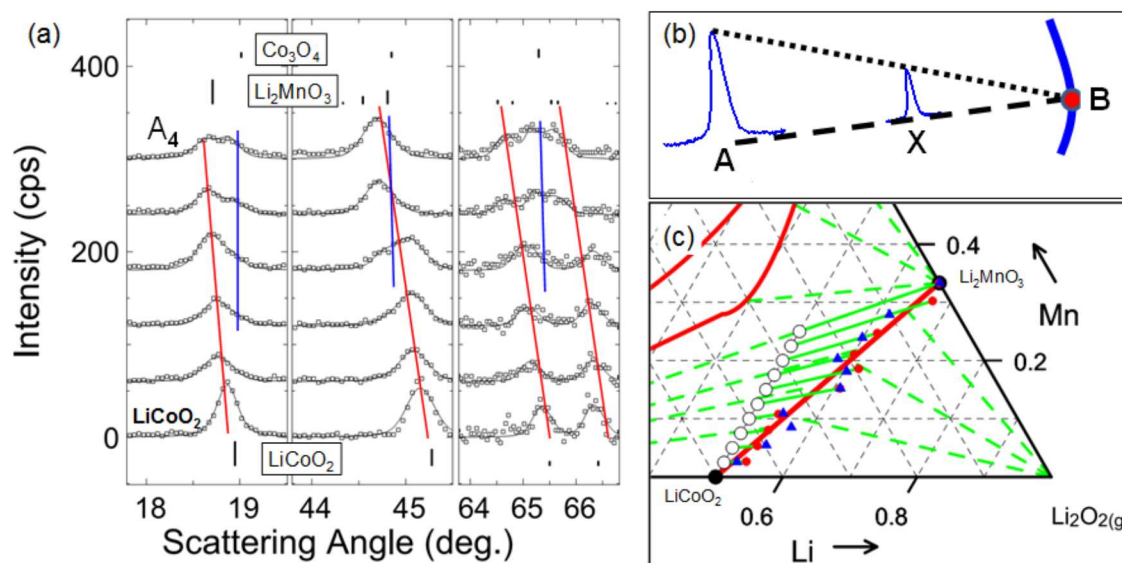 (a)
Intensity (cps)
400
200
0
Co₃O₄
Li₂MnO₃
A₄
LiCoO₂
LiCoO₂
18 19 44 45 64 65 66
Scattering Angle (deg.)
(b)
A
X
B
(c)
0.4
Li₂MnO₃
Mn
0.2
LiCoO₂
0.6 0.8
Li₂O₂(g
Li